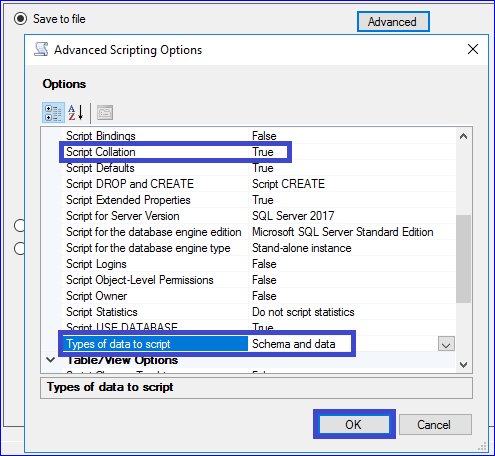 Save to file
Advanced
Advanced Scripting Options
Options
Script Bindings False
Script Collation True
Script Defaults True
Script DROP and CREATE Script CREATE
Script Extended Properties True
Script for Server Version SQL Server 2017
Script for the database engine edition Microsoft SQL Server Standard Edition
Script for the database engine type Stand-alone instance
Script Logins False
Script Object-Level Permissions False
Script Owner False
Script Statistics Do not script statistics
Script USE DATABASE True
Types of data to script Schema and data
Table/View Options
Types of data to script
OK
Cancel